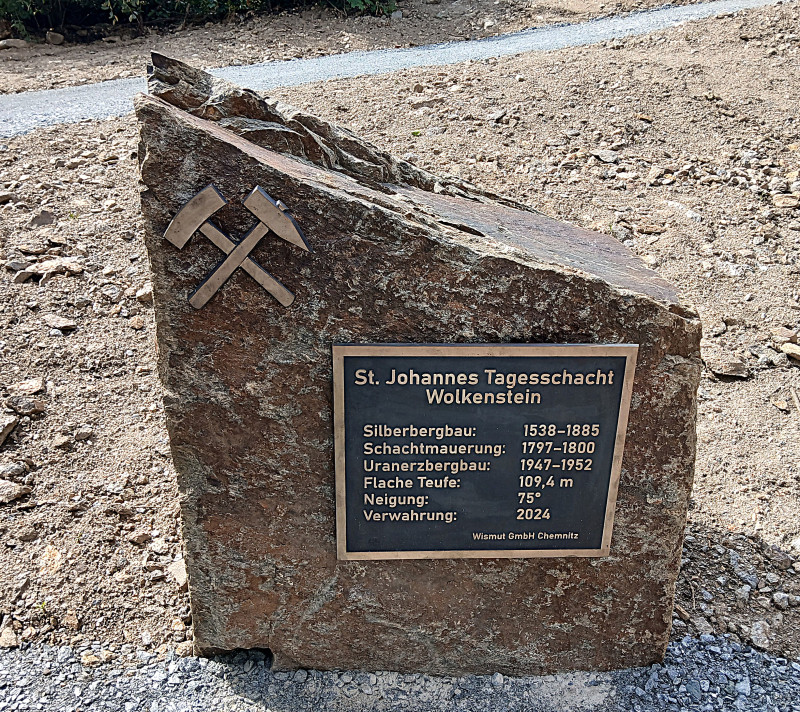 St. Johannes Tagesschacht
Wolkenstein
Silberbergbau: 1538–1885
Schachtmauerung: 1797–1800
Uranerzbergbau: 1947–1952
Flache Teufe: 109,4 m
Neigung: 75°
Verwahrung: 2024
Wismut GmbH Chemnitz